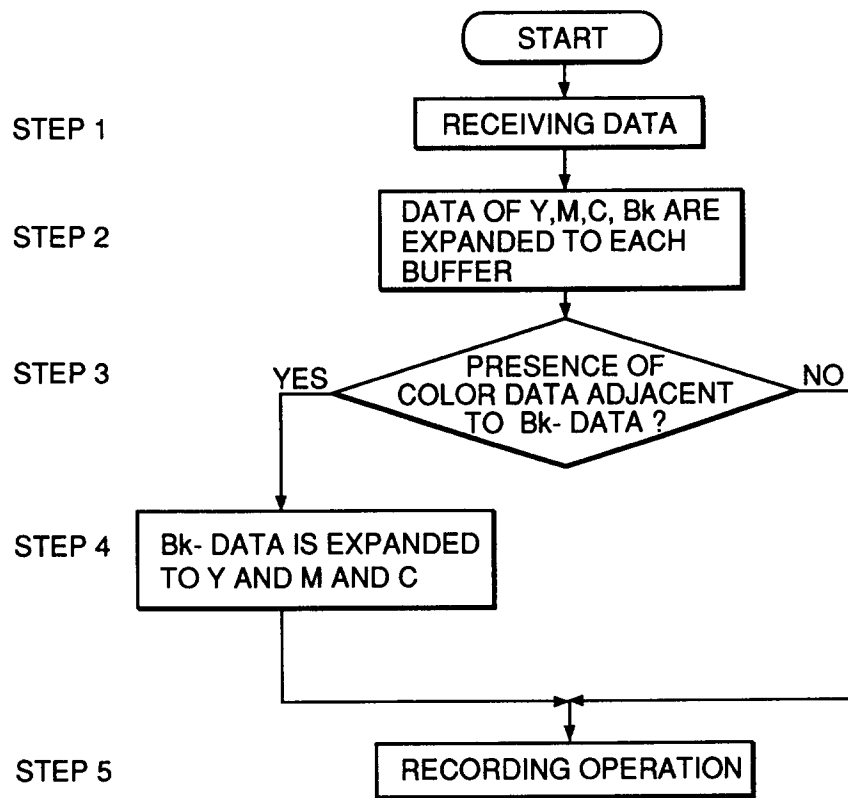 START
STEP 1
RECEIVING DATA
STEP 2
DATA OF Y,M,C, Bk ARE
EXPANDED TO EACH
BUFFER
STEP 3
YES
PRESENCE OF
COLOR DATA ADJACENT
TO Bk- DATA ?
NO
STEP 4
Bk- DATA IS EXPANDED
TO Y AND M AND C
STEP 5
RECORDING OPERATION